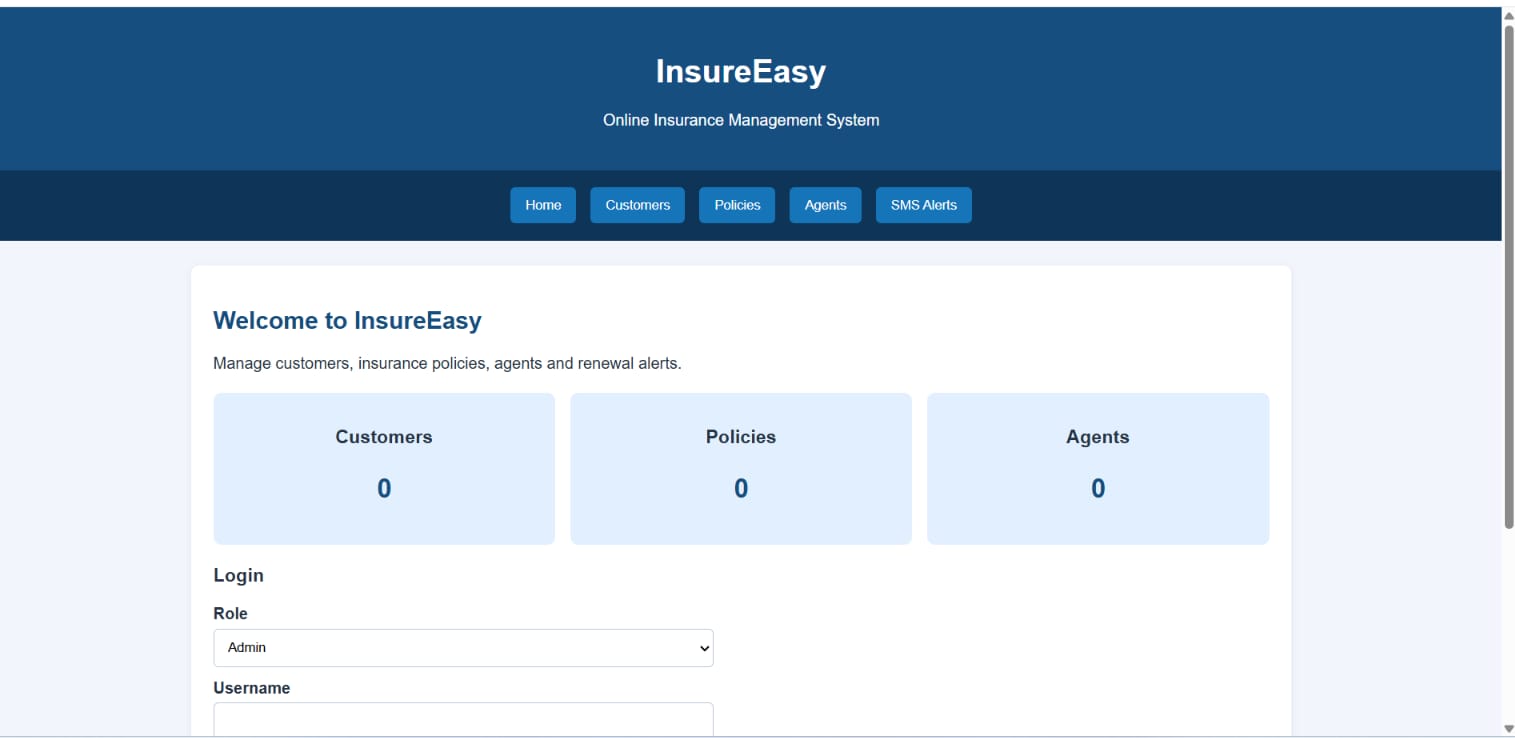 InsureEasy
Online Insurance Management System
Home Customers Policies Agents SMS Alerts
Welcome to InsureEasy
Manage customers, insurance policies, agents and renewal alerts.
Customers Policies Agents
0 0 0
Login
Role
Admin
Username